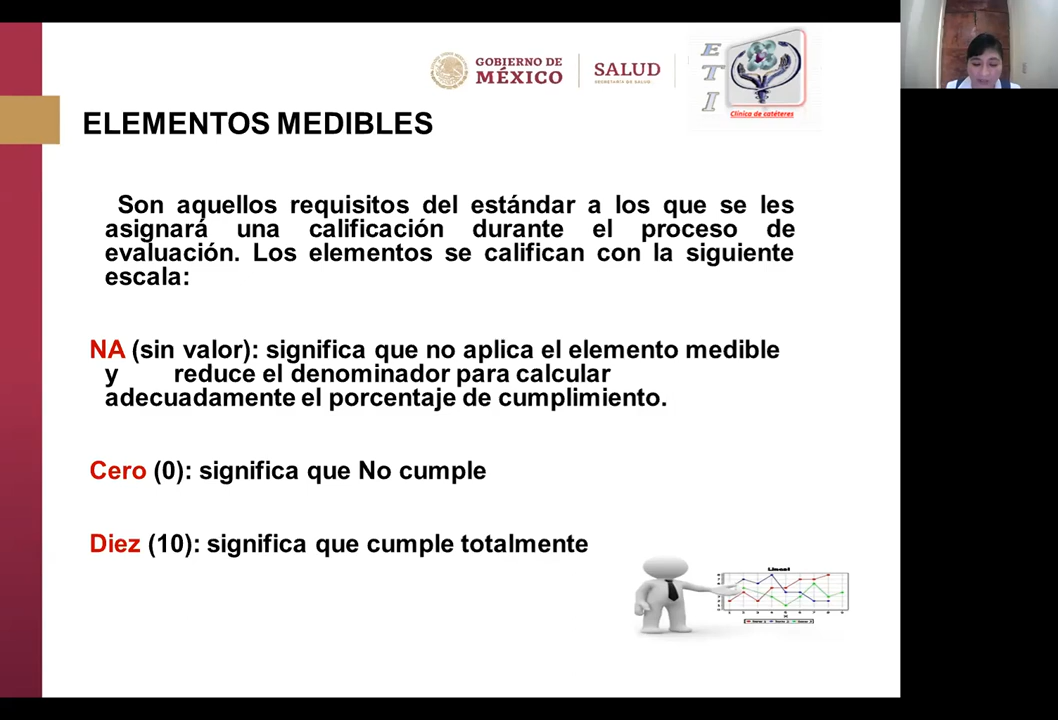 GOBIERNO DE
MÉXICO
SALUD
SECRETARÍA DE SALUD
E
T
I
Clínica de catéteres
ELEMENTOS MEDIBLES
Son aquellos requisitos del estándar a los que se les
asignará una calificación durante el proceso de
evaluación. Los elementos se califican con la siguiente
escala:
NA (sin valor): significa que no aplica el elemento medible
y reduce el denominador para calcular
adecuadamente el porcentaje de cumplimiento.
Cero (0): significa que No cumple
Diez (10): significa que cumple totalmente